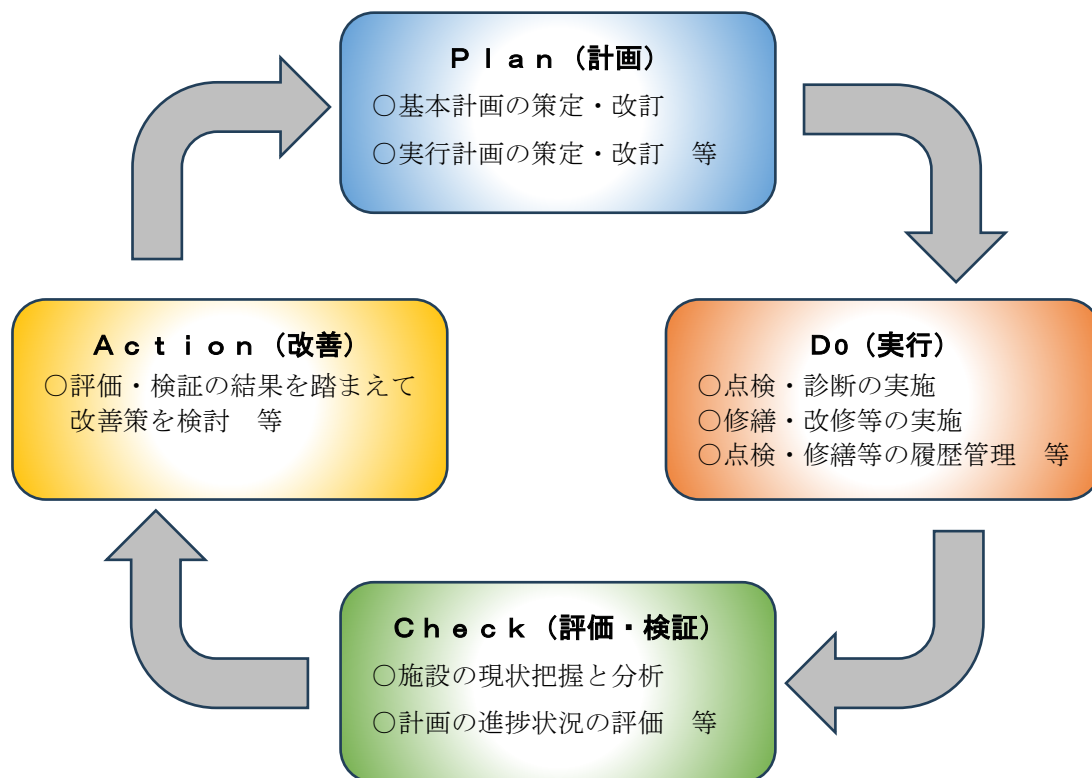 Ｐｌａｎ（計画）
○基本計画の策定・改訂
○実行計画の策定・改訂　等
Ａｃｔｉｏｎ（改善）
○評価・検証の結果を踏まえて
改善策を検討　等
Do（実行）
○点検・診断の実施
○修繕・改修等の実施
○点検・修繕等の履歴管理　等
Ｃｈｅｃｋ（評価・検証）
○施設の現状把握と分析
○計画の進捗状況の評価　等